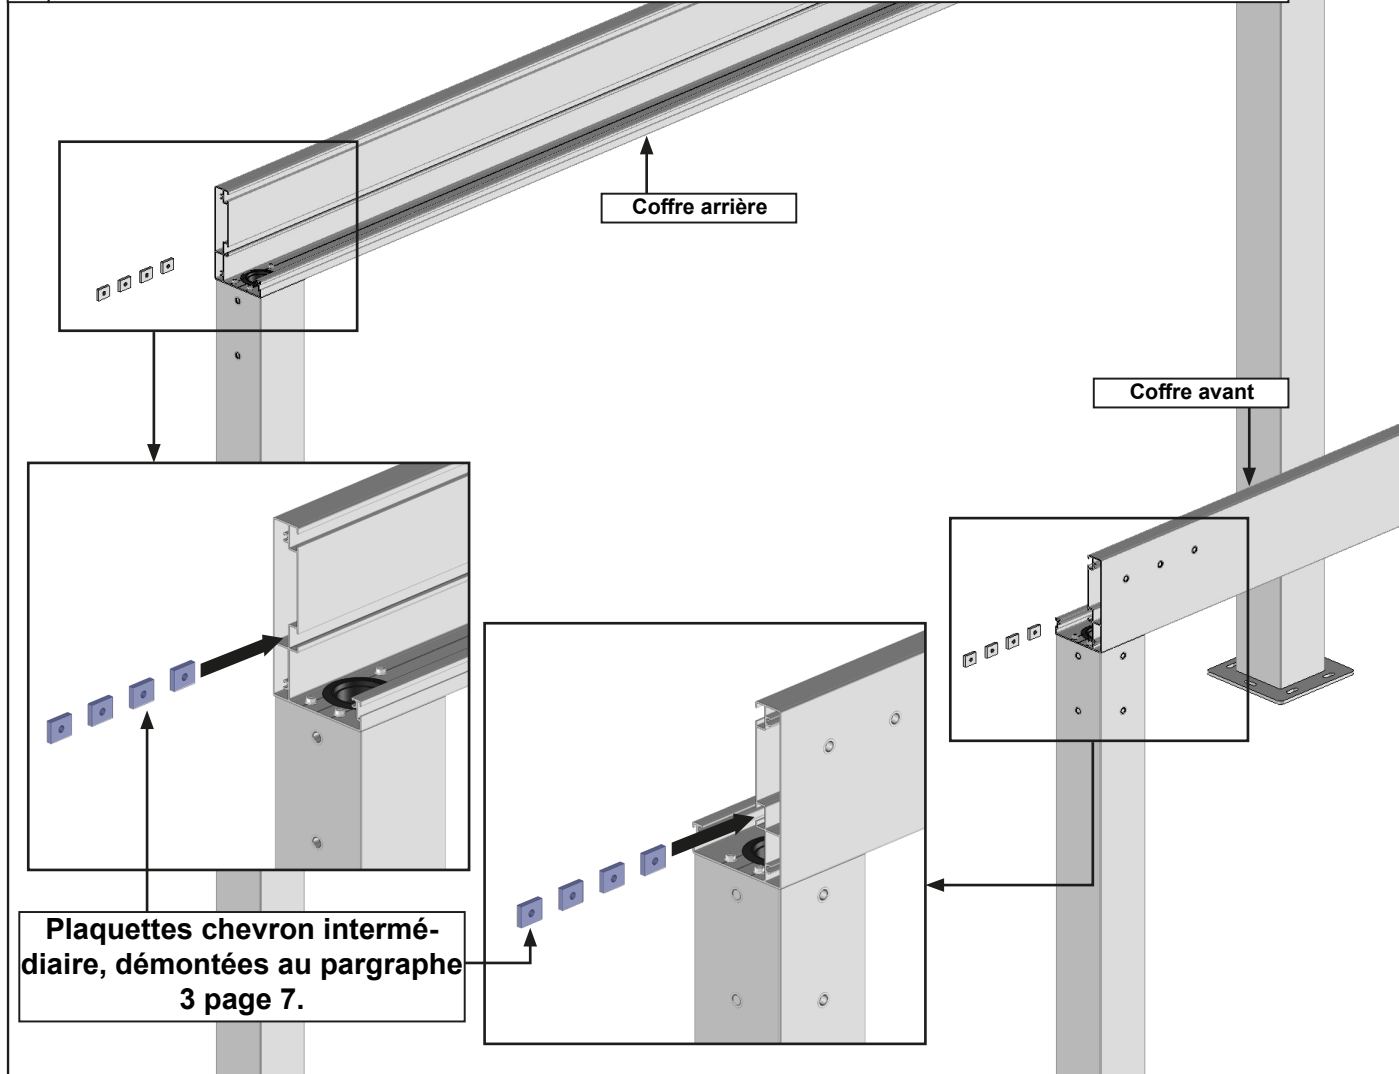 Coffre arrière
Coffre avant
Plaquettes chevron intermé-
diaire, démontées au pargraphe
3 page 7.